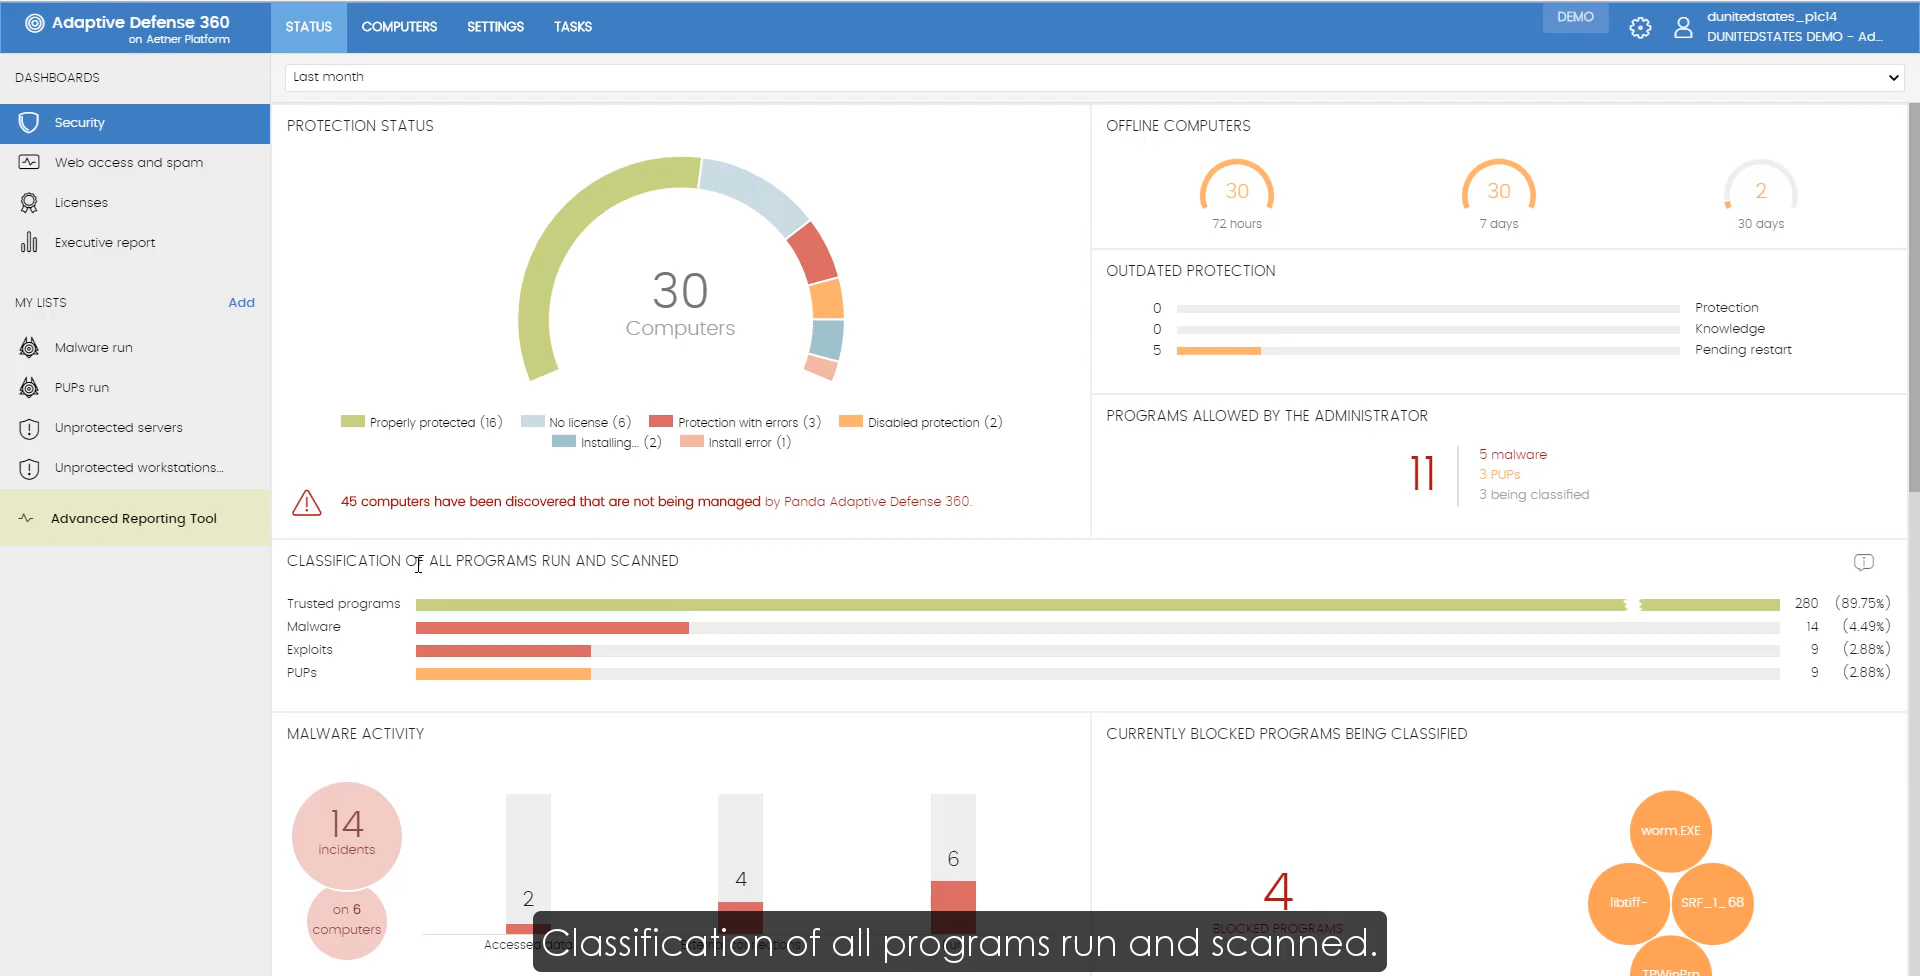 Adaptive Defense 360
on Aether Platform
STATUS
COMPUTERS
SETTINGS
TASKS
DEMO
dunitedstates_p1c14
DUNITEDSTATES DEMO - Ad...
DASHBOARDS
Security
Web access and spam
Licenses
Executive report
MY LISTS
Add
Malware run
PUPs run
Unprotected servers
Unprotected workstations...
Advanced Reporting Tool
Last month
PROTECTION STATUS
30
Computers
Properly protected (16)
No license (6)
Protection with errors (3)
Disabled protection (2)
Installing... (2)
Install error (1)
45 computers have been discovered that are not being managed by Panda Adaptive Defense 360.
OFFLINE COMPUTERS
30
72 hours
30
7 days
2
30 days
OUTDATED PROTECTION
0
Protection
0
Knowledge
5
Pending restart
PROGRAMS ALLOWED BY THE ADMINISTRATOR
11
5 malware
3 PUPs
3 being classified
CLASSIFICATION OF ALL PROGRAMS RUN AND SCANNED
Trusted programs
280 (89.75%)
Malware
14 (4.49%)
Exploits
9 (2.88%)
PUPs
9 (2.88%)
MALWARE ACTIVITY
14
incidents
on 6
computers
2
Accessed data
4
6
CURRENTLY BLOCKED PROGRAMS BEING CLASSIFIED
4
BLOCKED PROGRAMS
worm.EXE
libtiff-
SRF_1_68
TPWinPrn
Classification of all programs run and scanned.